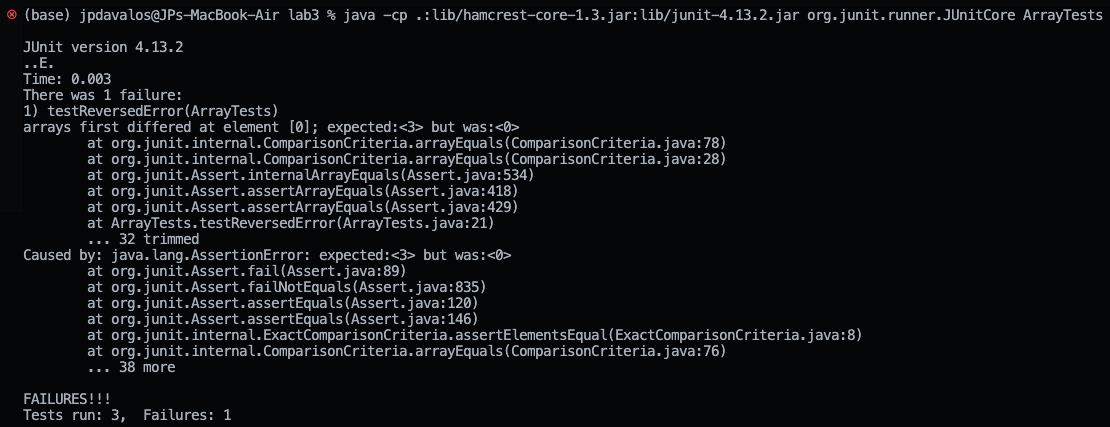 (base) jpdavalos@JPs-MacBook-Air lab3 % java -cp .:lib/hamcrest-core-1.3.jar:lib/junit-4.13.2.jar org.junit.runner.JUnitCore ArrayTests
JUnit version 4.13.2
..E.
Time: 0.003
There was 1 failure:
1) testReversedError(ArrayTests)
arrays first differed at element [0]; expected:<3> but was:<0>
        at org.junit.internal.ComparisonCriteria.arrayEquals(ComparisonCriteria.java:78)
        at org.junit.internal.ComparisonCriteria.arrayEquals(ComparisonCriteria.java:28)
        at org.junit.Assert.internalArrayEquals(Assert.java:534)
        at org.junit.Assert.assertArrayEquals(Assert.java:418)
        at org.junit.Assert.assertArrayEquals(Assert.java:429)
        at ArrayTests.testReversedError(ArrayTests.java:21)
        ... 32 trimmed
Caused by: java.lang.AssertionError: expected:<3> but was:<0>
        at org.junit.Assert.fail(Assert.java:89)
        at org.junit.Assert.failNotEquals(Assert.java:835)
        at org.junit.Assert.assertEquals(Assert.java:120)
        at org.junit.Assert.assertEquals(Assert.java:146)
        at org.junit.internal.ExactComparisonCriteria.assertElementsEqual(ExactComparisonCriteria.java:8)
        at org.junit.internal.ComparisonCriteria.arrayEquals(ComparisonCriteria.java:76)
        ... 38 more
FAILURES!!!
Tests run: 3,  Failures: 1